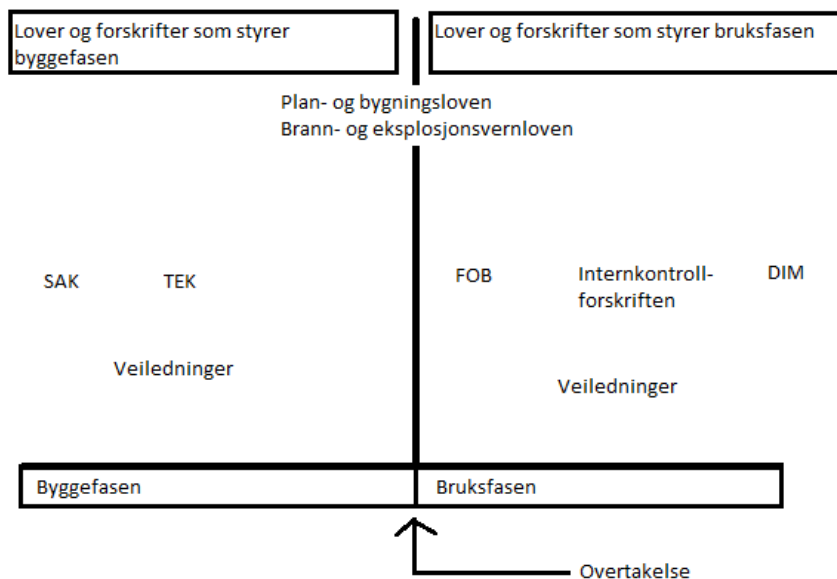 Lover og forskrifter som styrer
byggefasen
Lover og forskrifter som styrer bruksfasen
Plan- og bygningsloven
Brann- og eksplosjonsvernloven
SAK
TEK
FOB
Internkontroll-
forskriften
DIM
Veiledninger
Veiledninger
Byggefasen
Bruksfasen
Overtakelse